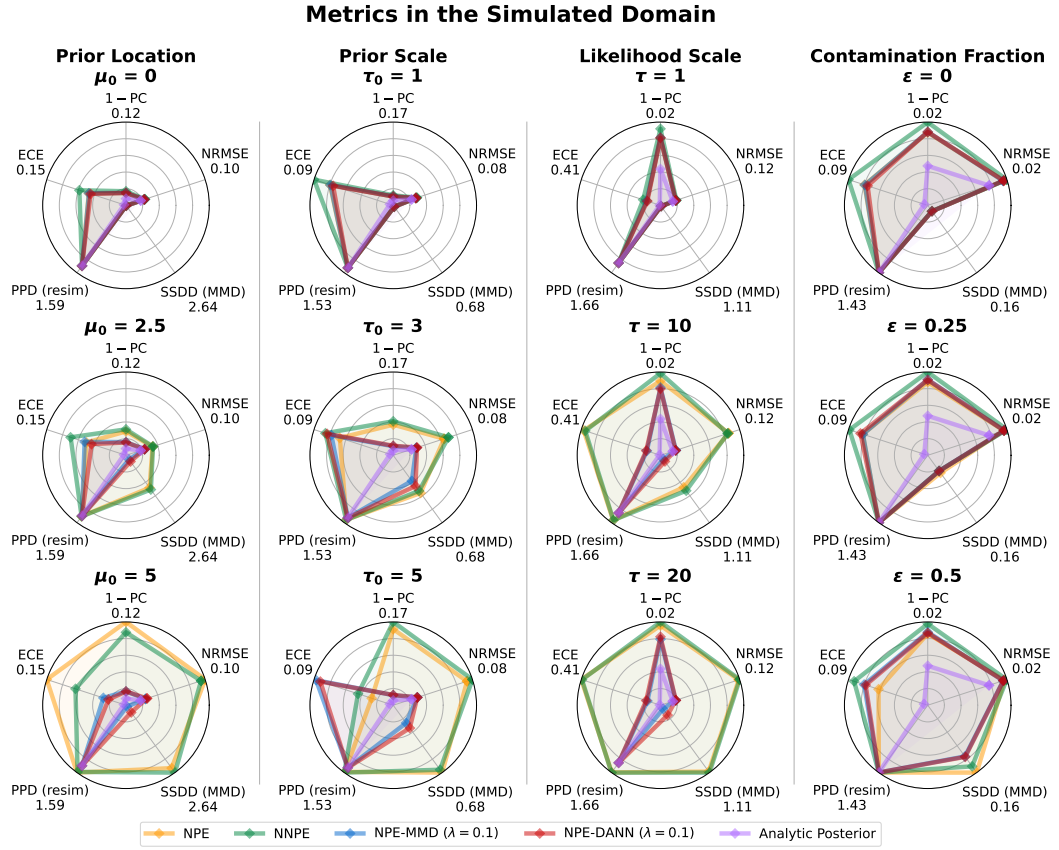 Metrics in the Simulated Domain
Prior Location
μ₀ = 0
1 − PC
0.12
ECE
0.15
NRMSE
0.10
PPD (resim)
1.59
SSDD (MMD)
2.64
Prior Scale
τ₀ = 1
1 − PC
0.17
ECE
0.09
NRMSE
0.08
PPD (resim)
1.53
SSDD (MMD)
0.68
Likelihood Scale
τ = 1
1 − PC
0.02
ECE
0.41
NRMSE
0.12
PPD (resim)
1.66
SSDD (MMD)
1.11
Contamination Fraction
ε = 0
1 − PC
0.02
ECE
0.09
NRMSE
0.02
PPD (resim)
1.43
SSDD (MMD)
0.16
μ₀ = 2.5
1 − PC
0.12
ECE
0.15
NRMSE
0.10
PPD (resim)
1.59
SSDD (MMD)
2.64
τ₀ = 3
1 − PC
0.17
ECE
0.09
NRMSE
0.08
PPD (resim)
1.53
SSDD (MMD)
0.68
τ = 10
1 − PC
0.02
ECE
0.41
NRMSE
0.12
PPD (resim)
1.66
SSDD (MMD)
1.11
ε = 0.25
1 − PC
0.02
ECE
0.09
NRMSE
0.02
PPD (resim)
1.43
SSDD (MMD)
0.16
μ₀ = 5
1 − PC
0.12
ECE
0.15
NRMSE
0.10
PPD (resim)
1.59
SSDD (MMD)
2.64
τ₀ = 5
1 − PC
0.17
ECE
0.09
NRMSE
0.08
PPD (resim)
1.53
SSDD (MMD)
0.68
τ = 20
1 − PC
0.02
ECE
0.41
NRMSE
0.12
PPD (resim)
1.66
SSDD (MMD)
1.11
ε = 0.5
1 − PC
0.02
ECE
0.09
NRMSE
0.02
PPD (resim)
1.43
SSDD (MMD)
0.16
NPE
NNPE
NPE-MMD (λ = 0.1)
NPE-DANN (λ = 0.1)
Analytic Posterior